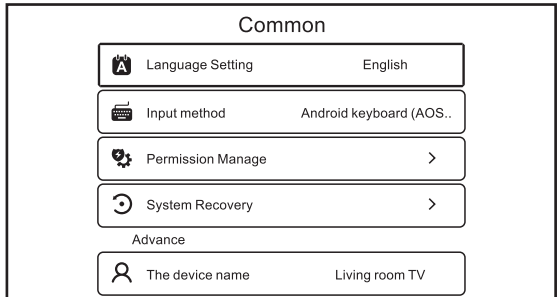 Common
Language Setting English
Input method Android keyboard (AOS..
Permission Manage >
System Recovery >
Advance
The device name Living room TV